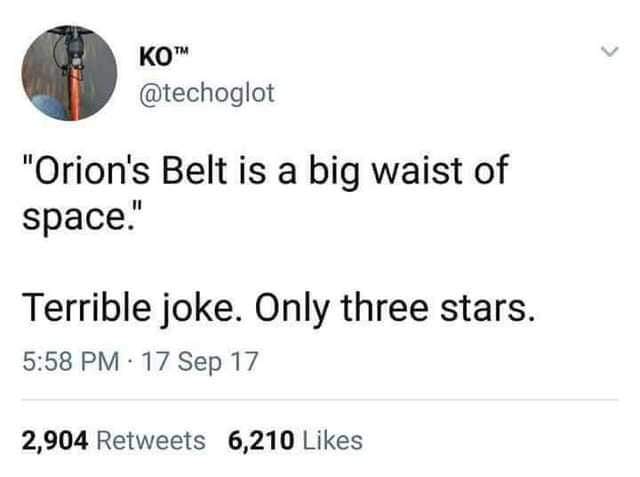 KO™
@techoglot
"Orion's Belt is a big waist of
space."
Terrible joke. Only three stars.
5:58 PM · 17 Sep 17
2,904 Retweets 6,210 Likes